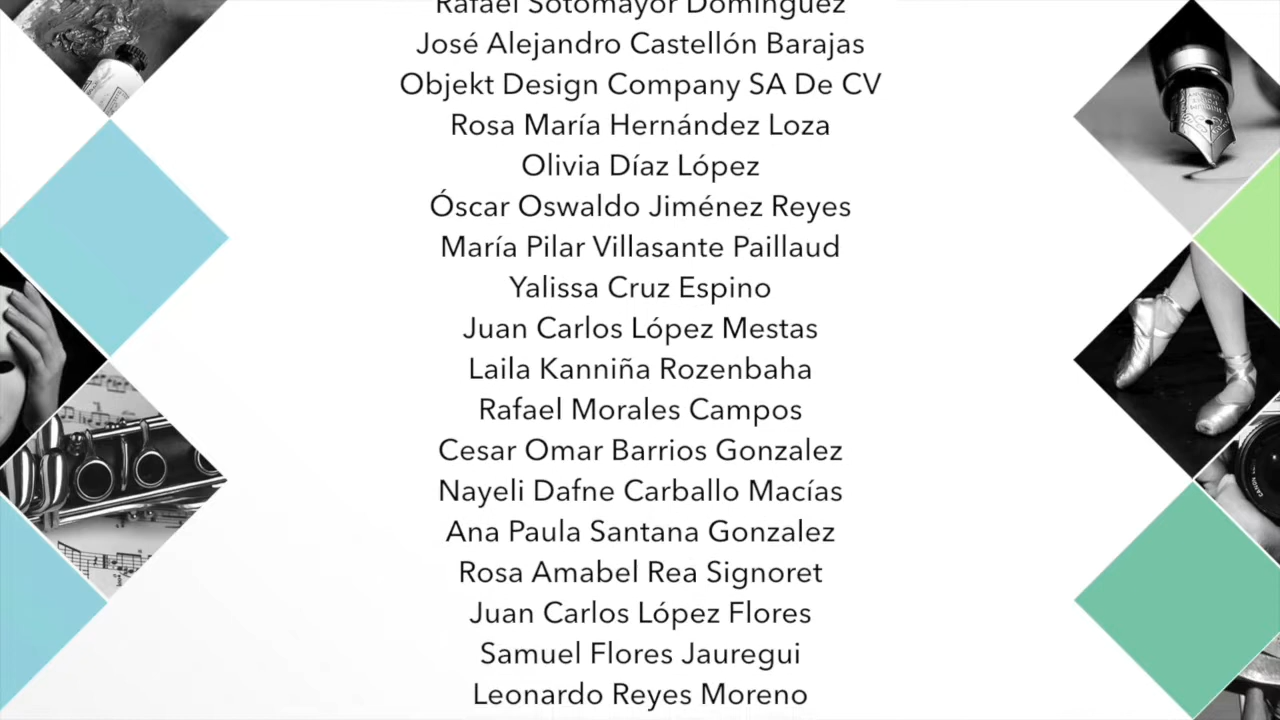 Rafael Sotomayor Domínguez
José Alejandro Castellón Barajas
Objekt Design Company SA De CV
Rosa María Hernández Loza
Olivia Díaz López
Óscar Oswaldo Jiménez Reyes
María Pilar Villasante Paillaud
Yalissa Cruz Espino
Juan Carlos López Mestas
Laila Kanniña Rozenbaha
Rafael Morales Campos
Cesar Omar Barrios Gonzalez
Nayeli Dafne Carballo Macías
Ana Paula Santana Gonzalez
Rosa Amabel Rea Signoret
Juan Carlos López Flores
Samuel Flores Jauregui
Leonardo Reyes Moreno